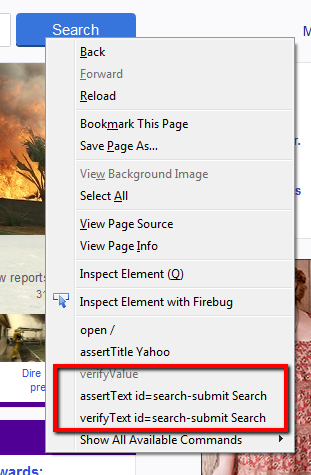 Search
M
Back
Forward
Reload
Bookmark This Page
Save Page As...
View Background Image
Select All
View Page Source
View Page Info
Inspect Element (Q)
Inspect Element with Firebug
open /
assertTitle Yahoo
verifyValue
assertText id=search-submit Search
verifyText id=search-submit Search
Show All Available Commands
r.
s
v reports
31
Dire
pre
wards: